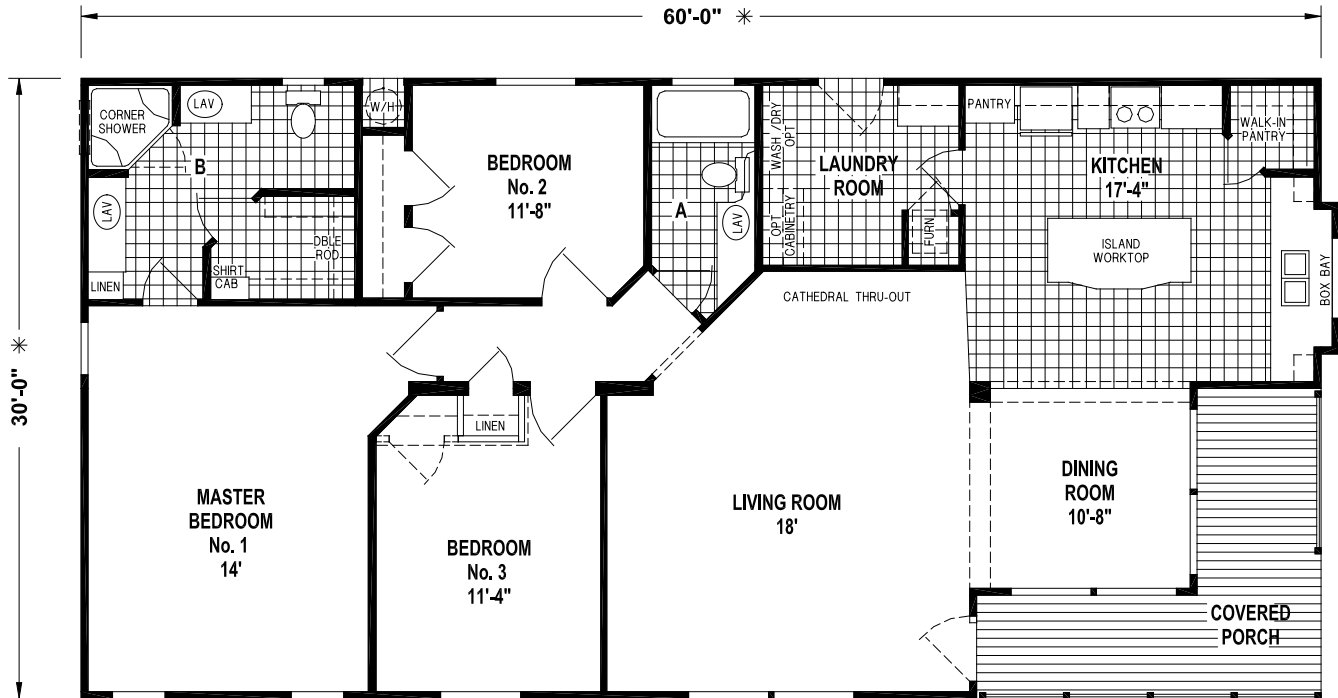 60'-0" ✳
30'-0" ✳
CORNER
SHOWER
LAV
W/H
B
LAV
LINEN
SHIRT
CAB
DBLE
ROD
BEDROOM
No. 2
11'-8"
A
LAV
WASH /DRY
OPT
OPT
CABINETRY
LAUNDRY
ROOM
FURN
PANTRY
WALK-IN
PANTRY
KITCHEN
17'-4"
ISLAND
WORKTOP
BOX BAY
CATHEDRAL THRU-OUT
LINEN
MASTER
BEDROOM
No. 1
14'
BEDROOM
No. 3
11'-4"
LIVING ROOM
18'
DINING
ROOM
10'-8"
COVERED
PORCH